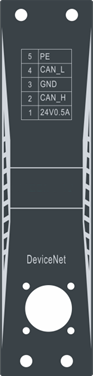 5 PE
4 CAN_L
3 GND
2 CAN_H
1 24V0.5A
DeviceNet